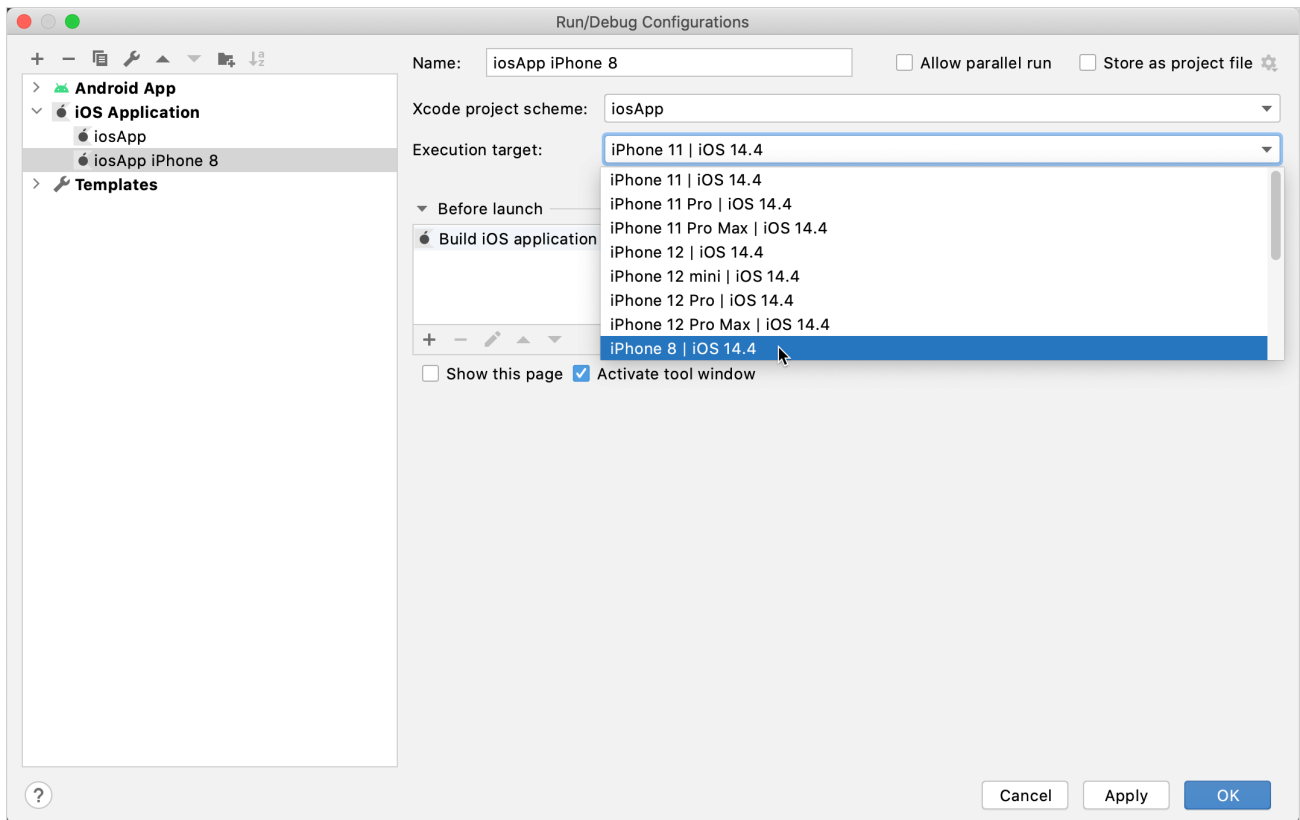 Run/Debug Configurations
Android App
iOS Application
iosApp
iosApp iPhone 8
Templates
Name: iosApp iPhone 8 Allow parallel run Store as project file
Xcode project scheme: iosApp
Execution target: iPhone 11 | iOS 14.4
iPhone 11 | iOS 14.4
iPhone 11 Pro | iOS 14.4
iPhone 11 Pro Max | iOS 14.4
iPhone 12 | iOS 14.4
iPhone 12 mini | iOS 14.4
iPhone 12 Pro | iOS 14.4
iPhone 12 Pro Max | iOS 14.4
iPhone 8 | iOS 14.4
Before launch
Build iOS application
Show this page Activate tool window
? Cancel Apply OK